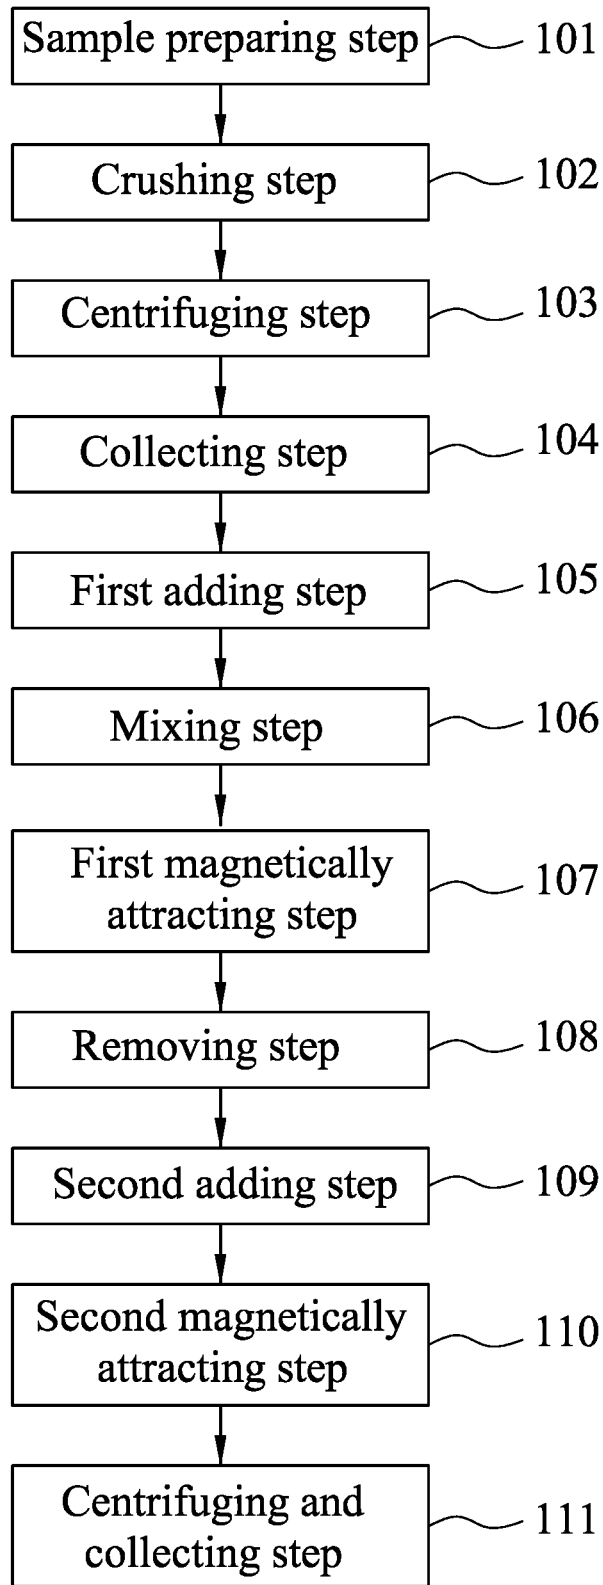 Sample preparing step 101
Crushing step 102
Centrifuging step 103
Collecting step 104
First adding step 105
Mixing step 106
First magnetically
attracting step 107
Removing step 108
Second adding step 109
Second magnetically
attracting step 110
Centrifuging and
collecting step 111